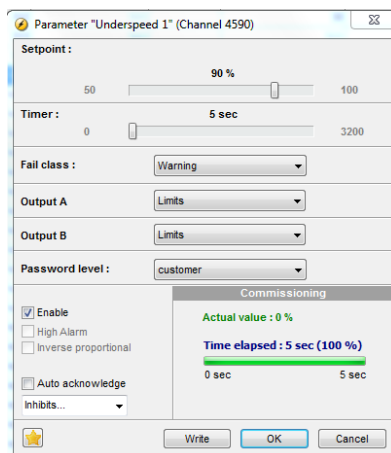 Parameter "Underspeed 1" (Channel 4590)
Setpoint :
90 %
50 100
Timer : 5 sec
0 3200
Fail class : Warning
Output A Limits
Output B Limits
Password level : customer
Commissioning
Enable
High Alarm
Inverse proportional
Auto acknowledge
Inhibits...
Actual value : 0 %
Time elapsed : 5 sec (100 %)
0 sec 5 sec
Write OK Cancel